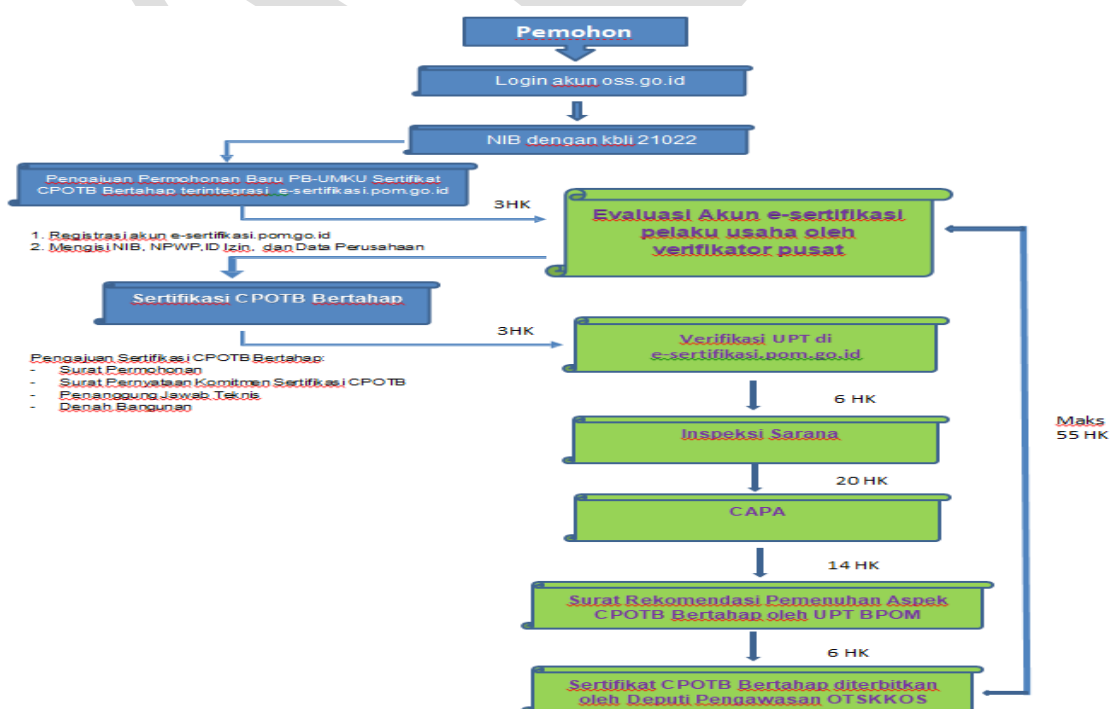 Pemohon
Login akun oss.go.id
NIB dengan kbli 21022
Pengajuan Permohonan Baru PB-UMKU Sertifikat
CPOTB Bertahap terintegrasi e-sertifikasi.pom.go.id
3HK
Evaluasi Akun e-sertifikasi
pelaku usaha oleh
verifikator pusat
1. Registrasi akun e-sertifikasi.pom.go.id
2. Mengisi NIB, NPWP,ID Izin, dan Data Perusahaan
Sertifikasi CPOTB Bertahap
3HK
Verifikasi UPT di
e-sertifikasi.pom.go.id
Pengajuan Sertifikasi CPOTB Bertahap:
- Surat Permohonan
- Surat Pernyataan Komitmen Sertifikasi CPOTB
- Penanggung Jawab Teknis
- Denah Bangunan
6 HK
Inspeksi Sarana
Maks
55 HK
20 HK
CAPA
14 HK
Surat Rekomendasi Pemenuhan Aspek
CPOTB Bertahap oleh UPT BPOM
6 HK
Sertifikat CPOTB Bertahap diterbitkan
oleh Deputi Pengawasan OTSKKOS